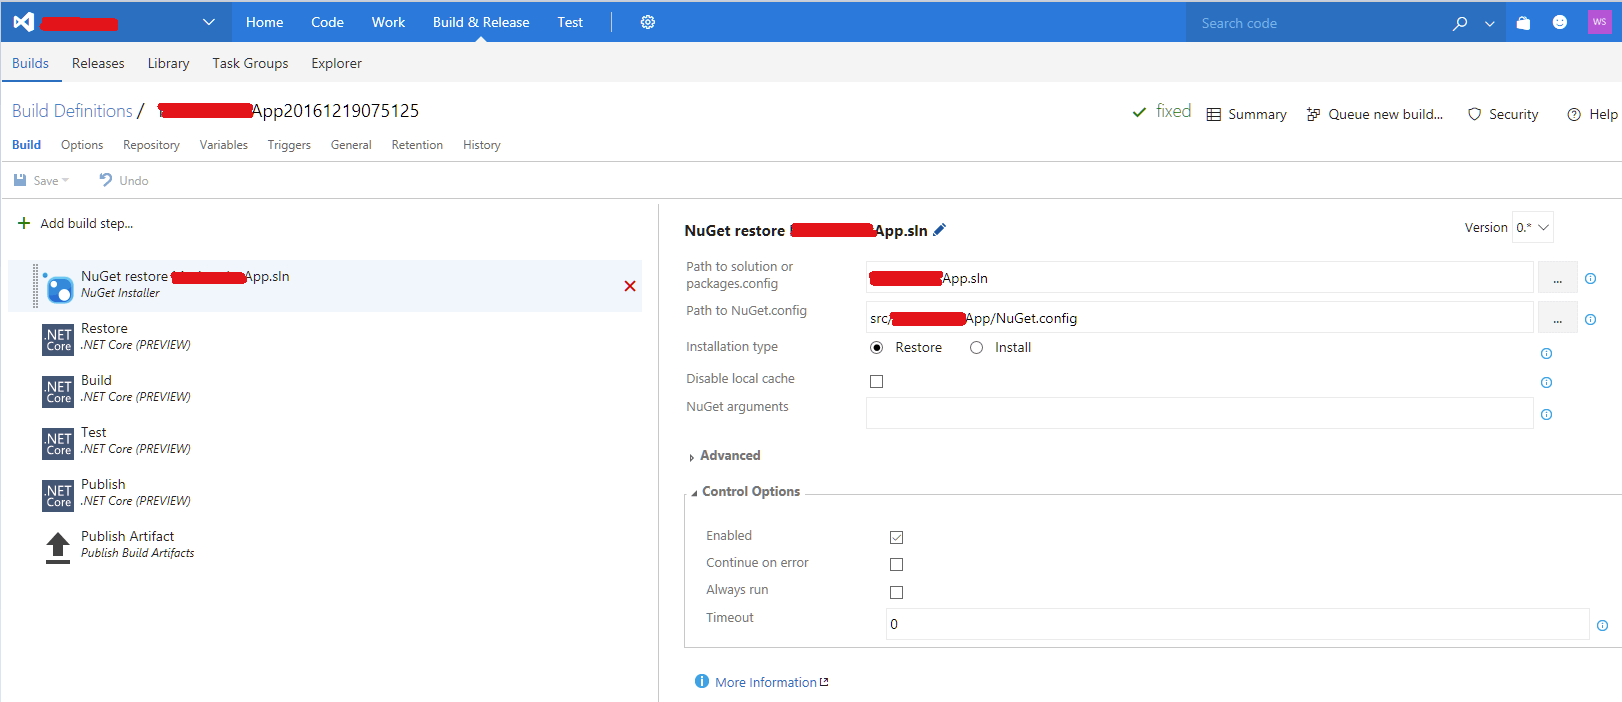 Home Code Work Build & Release Test Search code WS
Builds Releases Library Task Groups Explorer
Build Definitions / App20161219075125 fixed Summary Queue new build... Security Help
Build Options Repository Variables Triggers General Retention History
Save Undo
Add build step...
NuGet restore App.sln
NuGet Installer
Restore
.NET Core
.NET Core (PREVIEW)
Build
.NET Core
.NET Core (PREVIEW)
Test
.NET Core
.NET Core (PREVIEW)
Publish
.NET Core
.NET Core (PREVIEW)
Publish Artifact
Publish Build Artifacts
NuGet restore App.sln
Version 0.*
Path to solution or
packages.config
App.sln ...
Path to NuGet.config src/ App/NuGet.config ...
Installation type Restore Install
Disable local cache
NuGet arguments
Advanced
Control Options
Enabled
Continue on error
Always run
Timeout 0
More Information